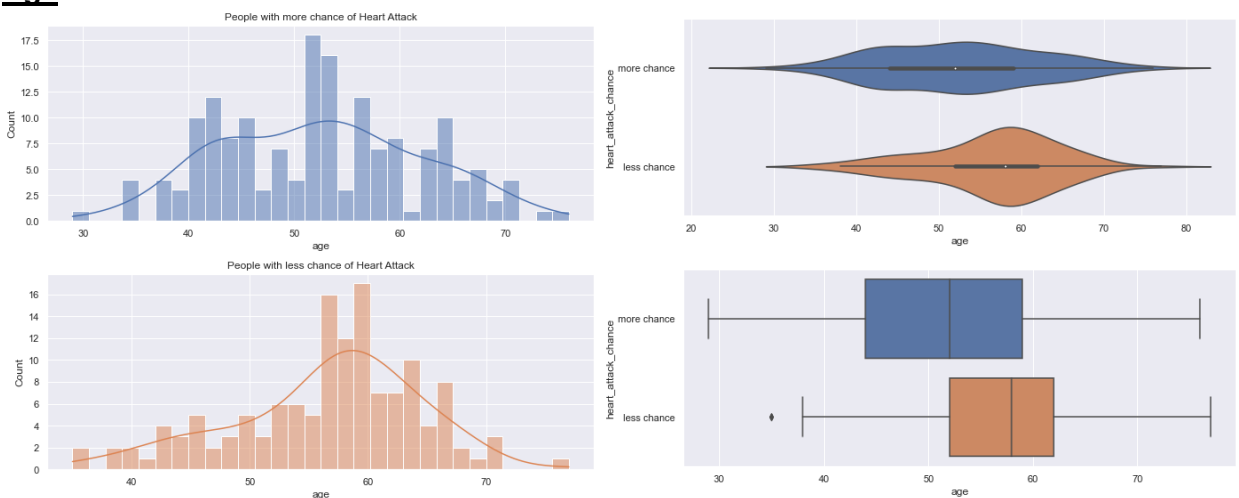 People with more chance of Heart Attack
17.5
15.0
12.5
10.0
7.5
5.0
2.5
0.0
Count
30 40 50 60 70
age
more chance
less chance
heart_attack_chance
20 30 40 50 60 70 80
age
People with less chance of Heart Attack
16
14
12
10
8
6
4
2
0
Count
40 50 60 70
age
more chance
less chance
heart_attack_chance
29 40 50 60 70
age